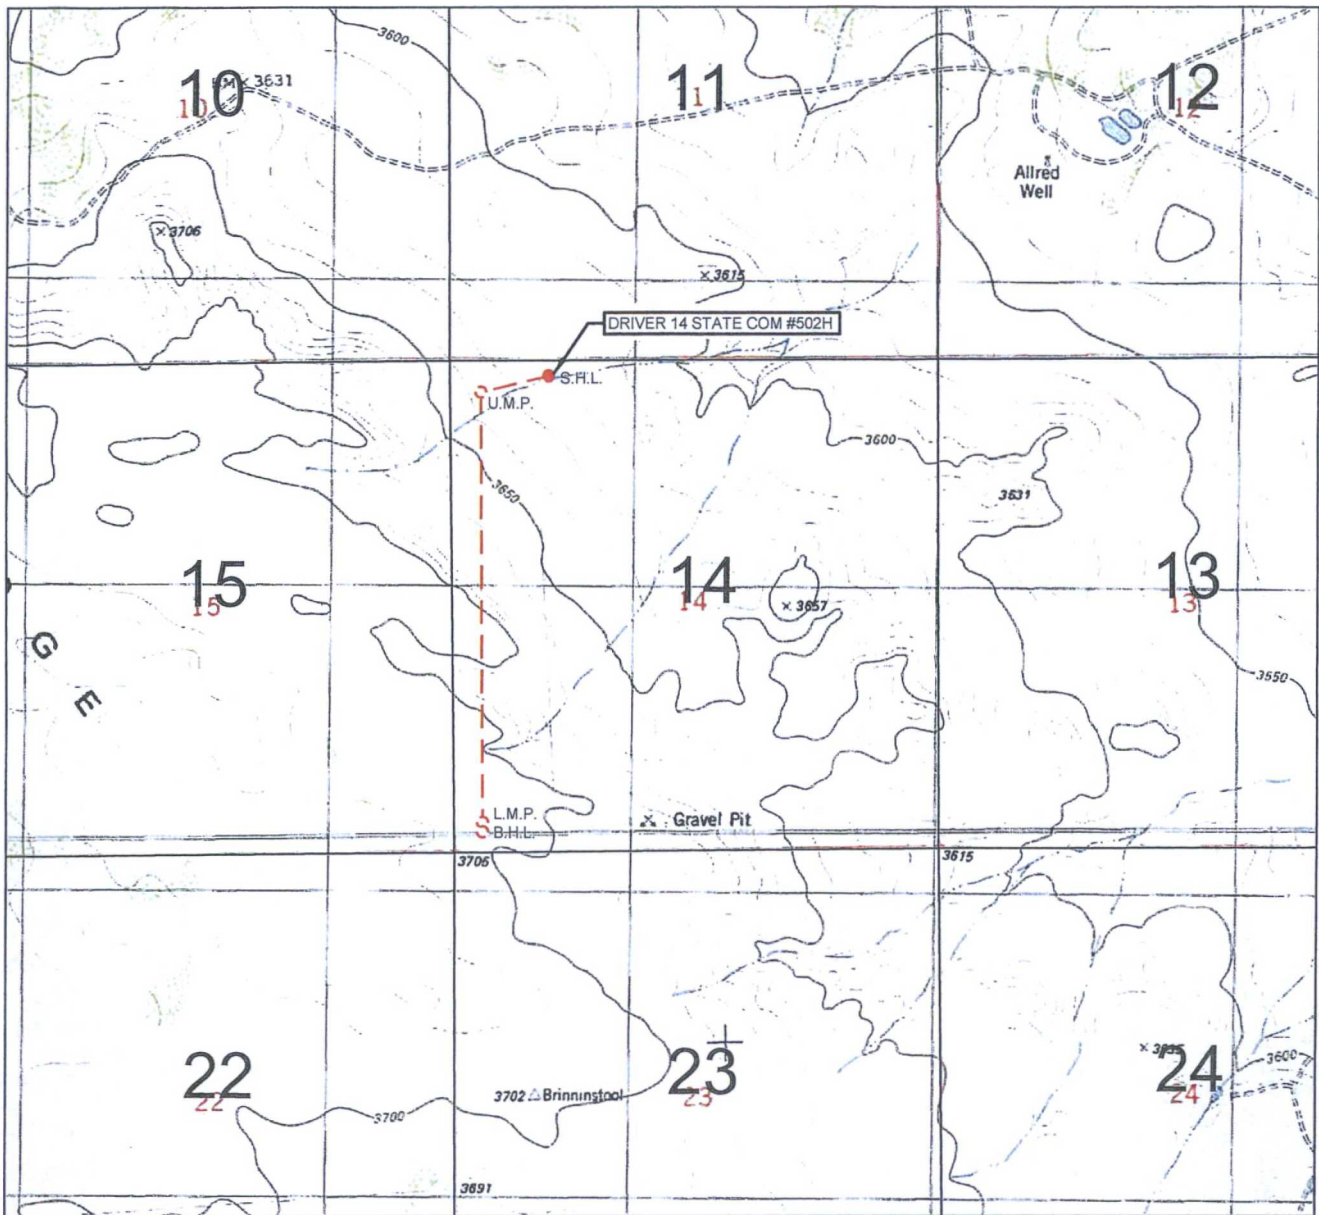 3600
10
BM × 3631
10
11
12
12
Allred
Well
×3706
×3615
DRIVER 14 STATE COM #502H
S.H.L.
U.M.P.
3600
3650
3631
15
15
14
14
×3657
13
13
G
E
3550
L.M.P.
B.H.L.
× Gravel Pit
3615
22
22
23
23
24
24
3600
3702 △ Brinninstool
3700
3691